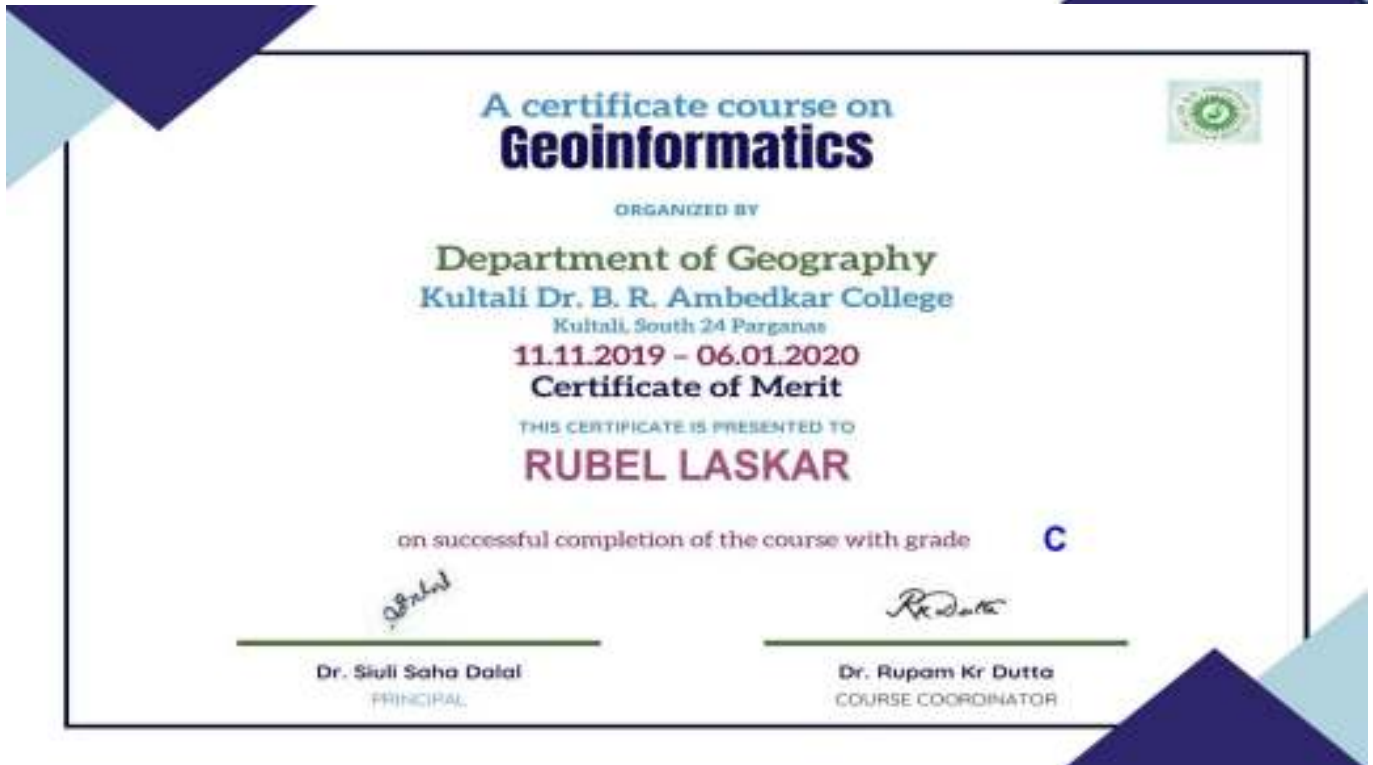 A certificate course on
Geoinformatics
ORGANIZED BY
Department of Geography
Kultali Dr. B. R. Ambedkar College
Kultali, South 24 Parganas
11.11.2019 – 06.01.2020
Certificate of Merit
THIS CERTIFICATE IS PRESENTED TO
RUBEL LASKAR
on successful completion of the course with grade C
RK Dutta
Dr. Siuli Saha Dalal
PRINCIPAL
Dr. Rupam Kr Dutta
COURSE COORDINATOR